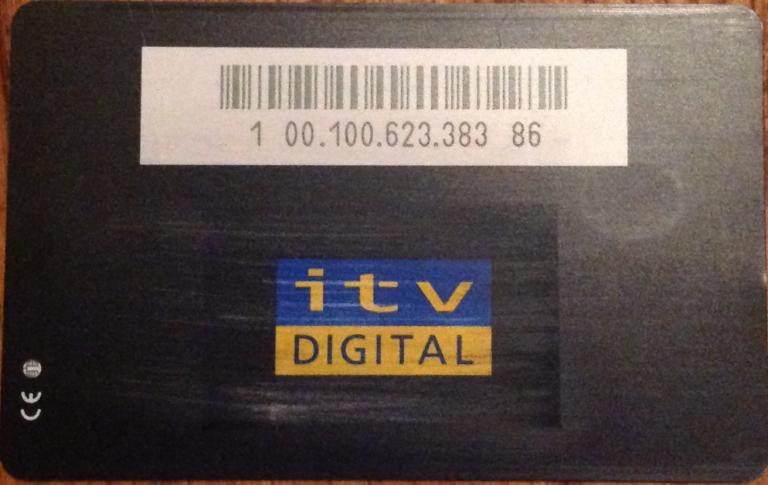 1 00.100.623.383 86
itv
DIGITAL
CE